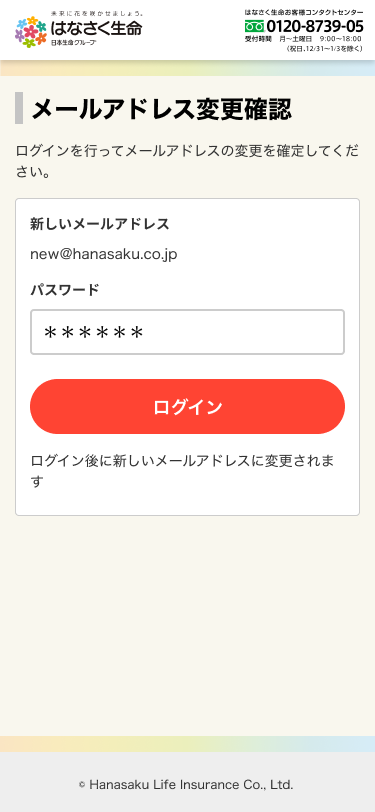 未来に花を咲かせましょう。
はなさく生命
日本生命グループ
はなさく生命お客様コンタクトセンター
0120-8739-05
受付時間 月〜土曜日 9:00〜18:00
(祝日、12/31〜1/3を除く)
メールアドレス変更確認
ログインを行ってメールアドレスの変更を確定してくだ
さい。
新しいメールアドレス
new@hanasaku.co.jp
パスワード
＊＊＊＊＊＊
ログイン
ログイン後に新しいメールアドレスに変更されま
す
© Hanasaku Life Insurance Co., Ltd.